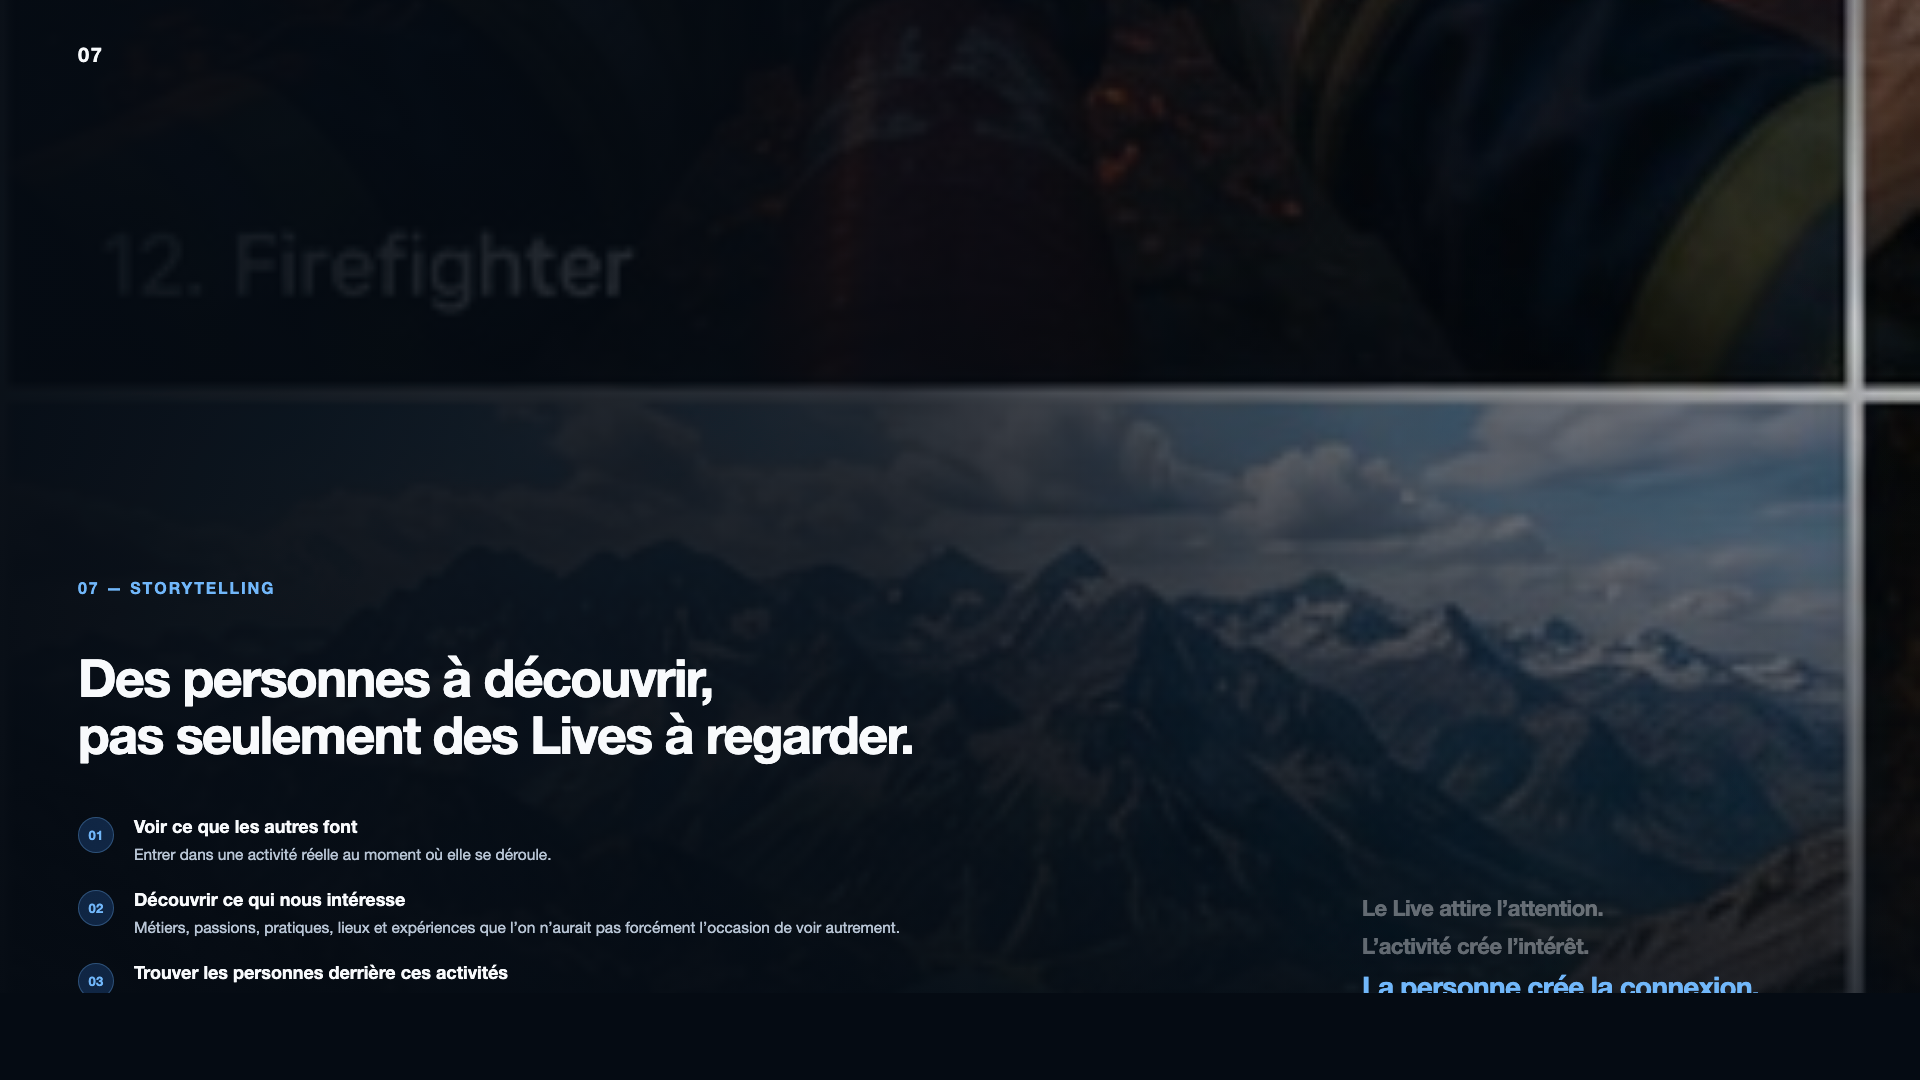 07
12. Firefighter
07 — STORYTELLING
Des personnes à découvrir,
pas seulement des Lives à regarder.
01
Voir ce que les autres font
Entrer dans une activité réelle au moment où elle se déroule.
02
Découvrir ce qui nous intéresse
Métiers, passions, pratiques, lieux et expériences que l’on n’aurait pas forcément l’occasion de voir autrement.
03
Trouver les personnes derrière ces activités
Le Live attire l’attention.
L’activité crée l’intérêt.
La personne crée la connexion.